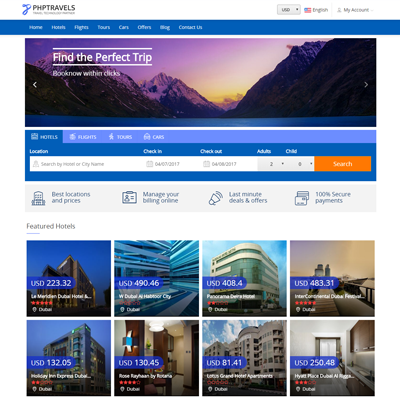 PHPTRAVELS
TRAVEL TECHNOLOGY PARTNER
USD English My Account
Home Hotels Flights Tours Cars Offers Blog Contact Us
Find the Perfect Trip
Booknow within clicks
HOTELS FLIGHTS TOURS CARS
Location Check in Check out Adults Child
Search by Hotel or City Name 04/07/2017 04/08/2017 2 0 Search
Best locations and prices
Manage your billing online
Last minute deals & offers
100% Secure payments
Featured Hotels
USD 223.32
Le Meridien Dubai Hotel &...
Dubai
USD 490.46
W Dubai Al Habtoor City
Dubai
USD 408.4
Panorama Deira Hotel
Dubai
USD 483.31
InterContinental Dubai Festival...
Dubai
USD 132.05
Holiday Inn Express Dubai...
Dubai
USD 130.45
Rose Rayhaan by Rotana
Dubai
USD 81.41
Lotus Grand Hotel Apartments
Dubai
USD 250.48
Hyatt Place Dubai Al Rigga...
Dubai